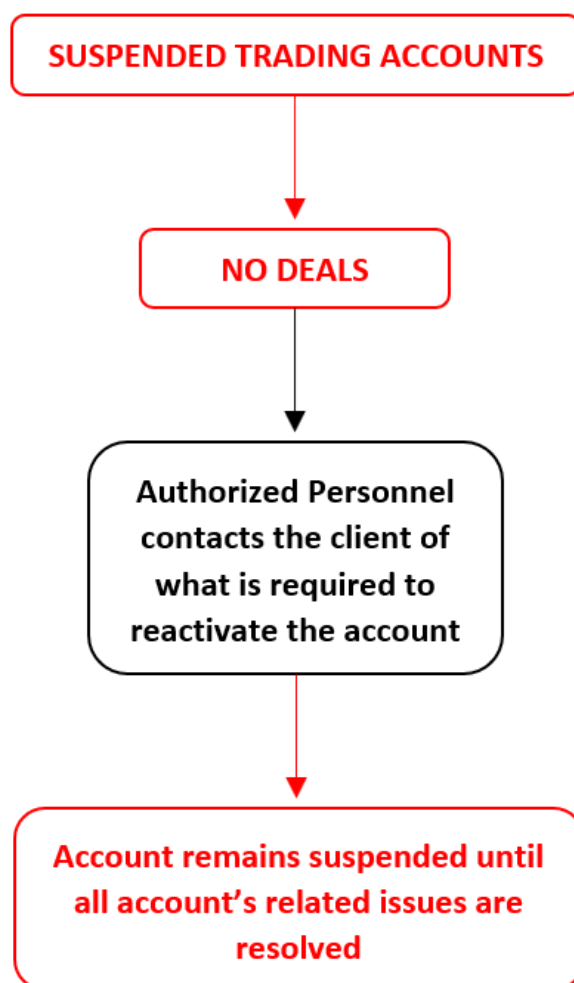 SUSPENDED TRADING ACCOUNTS
NO DEALS
Authorized Personnel
contacts the client of
what is required to
reactivate the account
Account remains suspended until
all account’s related issues are
resolved